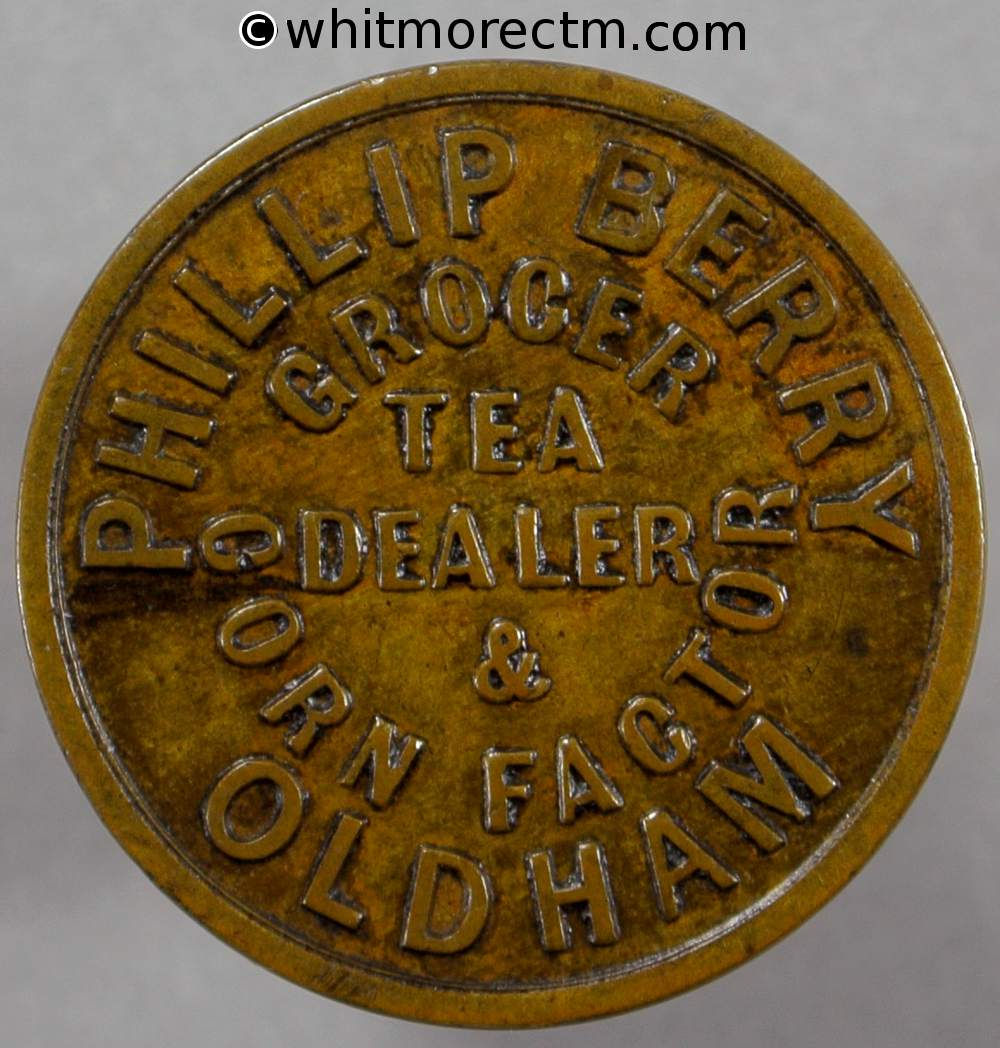 © whitmorectm.com
PHILLIP BERRY
GROCER
TEA
DEALER
&
CORN FACTOR
OLDHAM